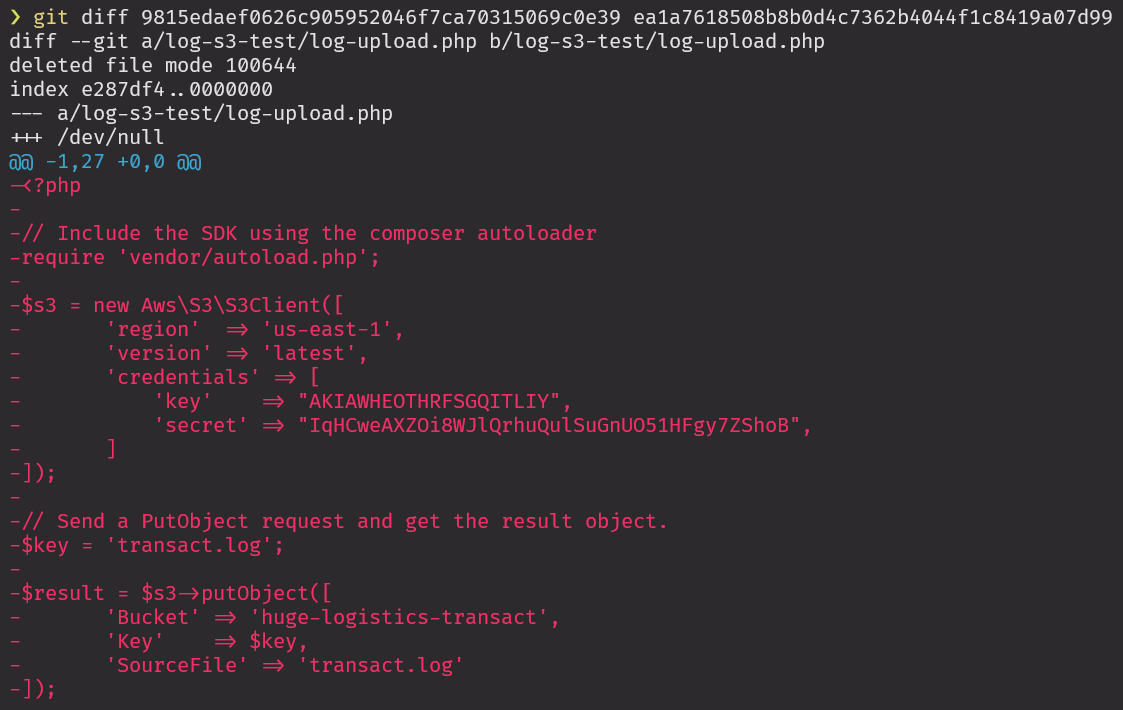 ❯ git diff 9815edaef0626c905952046f7ca70315069c0e39 ea1a7618508b8b0d4c7362b4044f1c8419a07d99
diff --git a/log-s3-test/log-upload.php b/log-s3-test/log-upload.php
deleted file mode 100644
index e287df4..0000000
--- a/log-s3-test/log-upload.php
+++ /dev/null
@@ -1,27 +0,0 @@
-<?php
-
-// Include the SDK using the composer autoloader
-require 'vendor/autoload.php';
-
-$s3 = new Aws\S3\S3Client([
-       'region'  => 'us-east-1',
-       'version' => 'latest',
-       'credentials' => [
-           'key'    => "AKIAWHEOTHRFSGQITLIY",
-           'secret' => "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",
-       ]
-]);
-
-// Send a PutObject request and get the result object.
-$key = 'transact.log';
-
-$result = $s3->putObject([
-       'Bucket' => 'huge-logistics-transact',
-       'Key'    => $key,
-       'SourceFile' => 'transact.log'
-]);